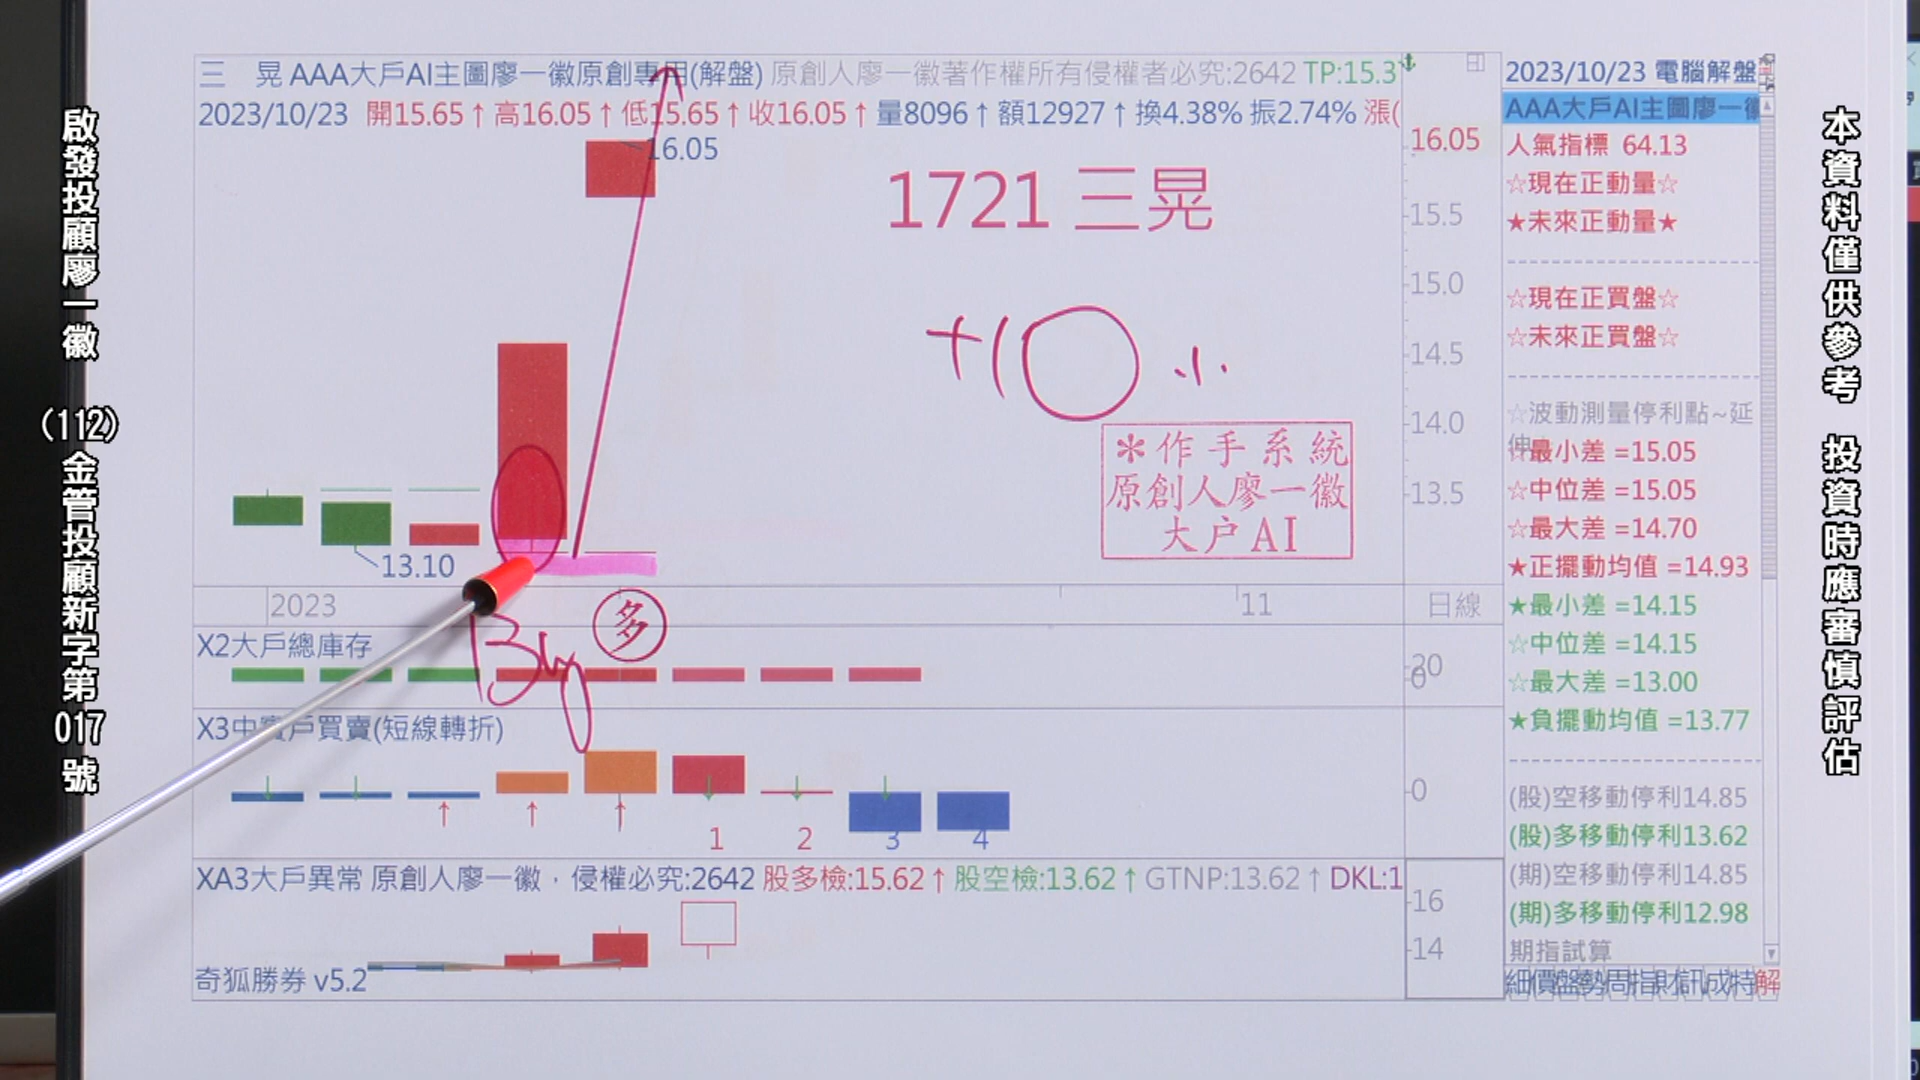 啟發投顧廖一徽 (112)金管投顧新字第017號
三 晃 AAA大戶AI主圖廖一徽原創專用(解盤) 原創人廖一徽著作權所有侵權者必究:2642 TP:15.3
2023/10/23 開15.65↑ 高16.05↑ 低15.65↑ 收16.05↑ 量8096↑ 額12927↑ 換4.38% 振2.74% 漲(
16.05
1721 三晃
+10
*作手系統
原創人廖一徽
大户AI
13.10
16.05
15.5
15.0
14.5
14.0
13.5
2023
11
日線
Buy
多
X2大戶總庫存
20
0
X3中實戶買賣(短線轉折)
0
1 2 3 4
XA3大戶異常 原創人廖一徽,侵權必究:2642 股多檢:15.62↑ 股空檢:13.62↑ GTNP:13.62↑ DKL:1
16
14
奇狐勝券 v5.2
2023/10/23 電腦解盤
AAA大戶AI主圖廖一徽
人氣指標 64.13
☆現在正動量☆
★未來正動量★
☆現在正買盤☆
☆未來正買盤☆
☆波動測量停利點~延
伸
☆最小差 =15.05
☆中位差 =15.05
☆最大差 =14.70
★正擺動均值 =14.93
★最小差 =14.15
☆中位差 =14.15
☆最大差 =13.00
★負擺動均值 =13.77
(股)空移動停利14.85
(股)多移動停利13.62
(期)空移動停利14.85
(期)多移動停利12.98
期指試算
細價盤勢周指財訊成特解
本資料僅供參考 投資時應審慎評估